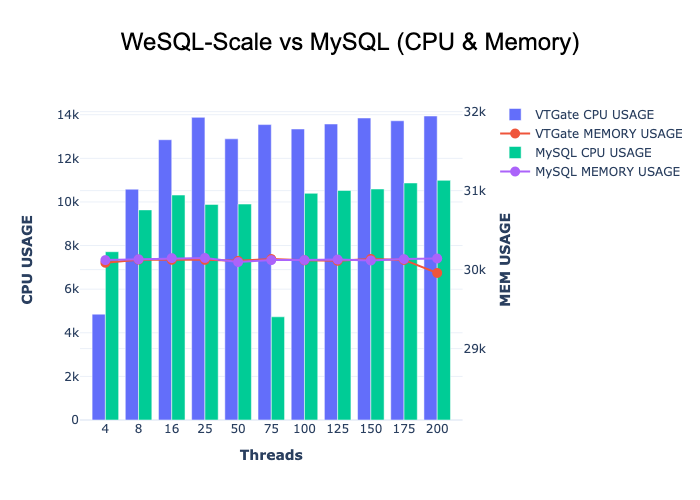 WeSQL-Scale vs MySQL (CPU & Memory)
14k
12k
10k
8k
6k
4k
2k
0
CPU USAGE
32k
31k
30k
29k
MEM USAGE
4 8 16 25 50 75 100 125 150 175 200
Threads
VTGate CPU USAGE
VTGate MEMORY USAGE
MySQL CPU USAGE
MySQL MEMORY USAGE